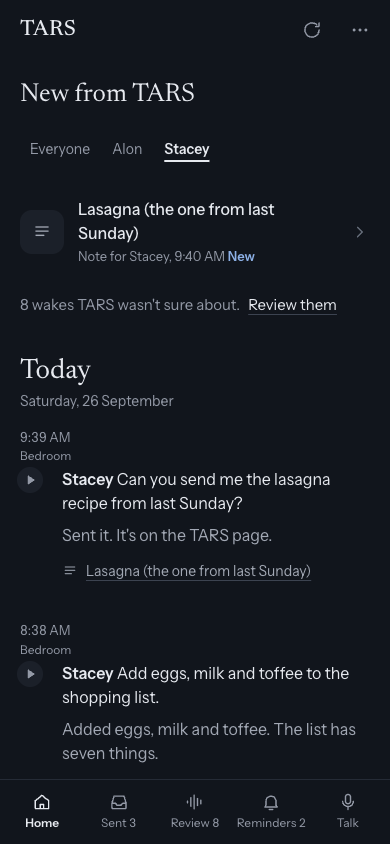 TARS
New from TARS
Everyone Alon Stacey
Lasagna (the one from last
Sunday)
Note for Stacey, 9:40 AM New
8 wakes TARS wasn't sure about. Review them
Today
Saturday, 26 September
9:39 AM
Bedroom
Stacey Can you send me the lasagna
recipe from last Sunday?
Sent it. It's on the TARS page.
Lasagna (the one from last Sunday)
8:38 AM
Bedroom
Stacey Add eggs, milk and toffee to the
shopping list.
Added eggs, milk and toffee. The list has
seven things.
Home Sent 3 Review 8 Reminders 2 Talk